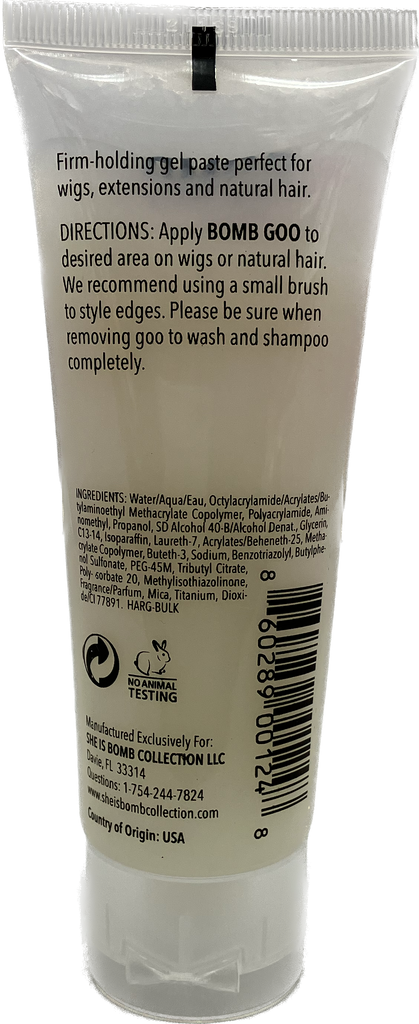 Firm-holding gel paste perfect for
wigs, extensions and natural hair.
DIRECTIONS: Apply BOMB GOO to
desired area on wigs or natural hair.
We recommend using a small brush
to style edges. Please be sure when
removing goo to wash and shampoo
completely.
INGREDIENTS: Water/Aqua/Eau, Octylacrylamide/Acrylates/Bu-
tylaminoethyl Methacrylate Copolymer, Polyacrylamide, Ami-
nomethyl, Propanol, SD Alcohol 40-B/Alcohol Denat., Glycerin,
C13-14, Isoparaffin, Laureth-7, Acrylates/Beheneth-25, Metha-
crylate Copolymer, Buteth-3, Sodium, Benzotriazolyl, Butylphe-
nol Sulfonate, PEG-45M, Tributyl Citrate,
Poly- sorbate 20, Methylisothiazolinone,
Fragrance/Parfum, Mica, Titanium, Dioxi-
de/CI 77891. HARG-BULK
8 60289 00124 8
NO ANIMAL
TESTING
Manufactured Exclusively For:
SHE IS BOMB COLLECTION LLC
Davie, FL 33314
Questions: 1-754-244-7824
www.sheisbombcollection.com
Country of Origin: USA